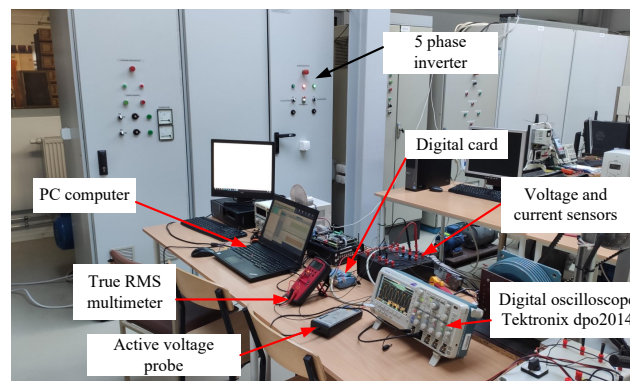 5 phase
inverter
Digital card
PC computer
Voltage and
current sensors
True RMS
multimeter
Digital oscilloscope
Tektronix dpo2014
Active voltage
probe